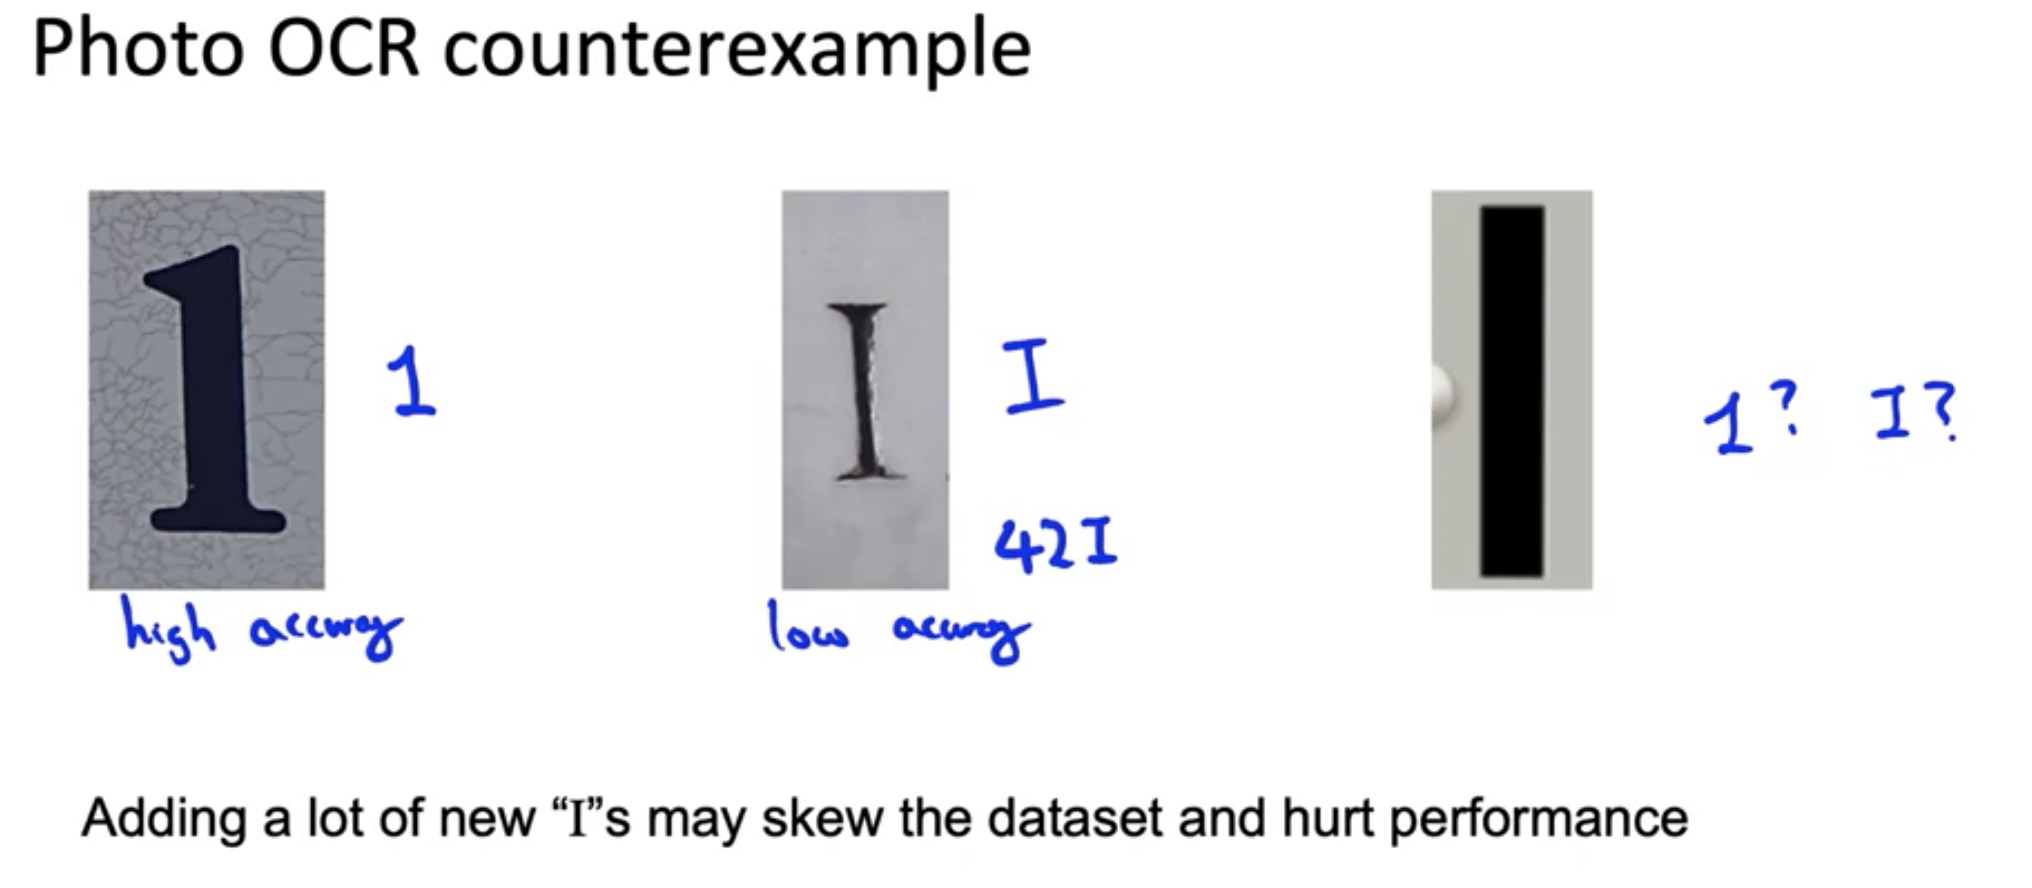 Photo OCR counterexample
1
1
I
I
42I
1? I?
high accuracy
low accuracy
Adding a lot of new “I”s may skew the dataset and hurt performance